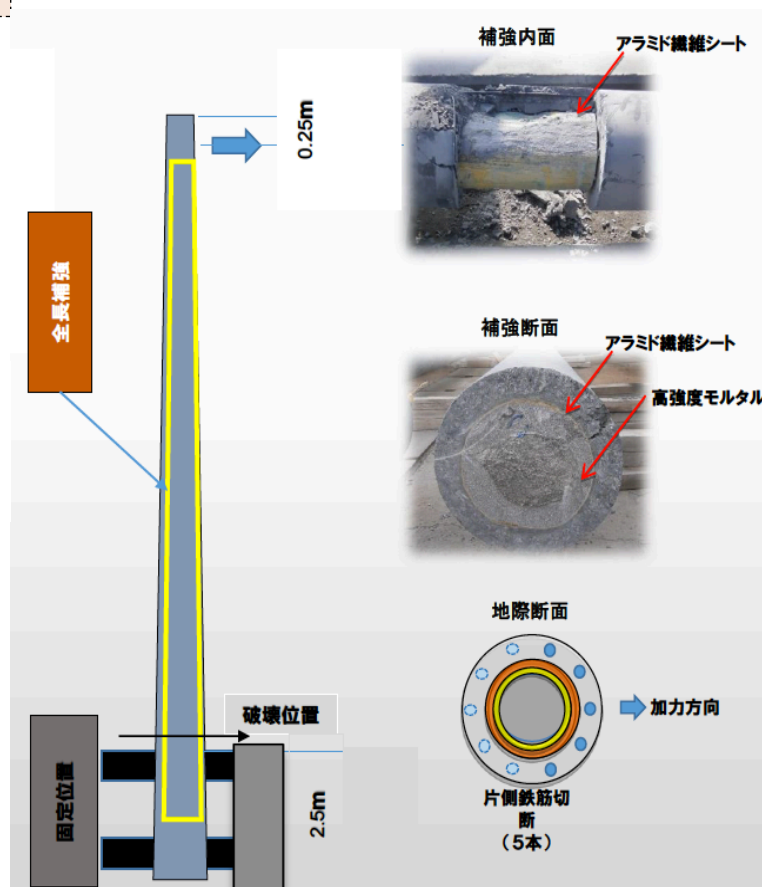 補強内面
アラミド繊維シート
0.25m
全長補強
補強断面
アラミド繊維シート
高強度モルタル
地際断面
加力方向
破壊位置
固定位置
2.5m
片側鉄筋切
断
（5本）